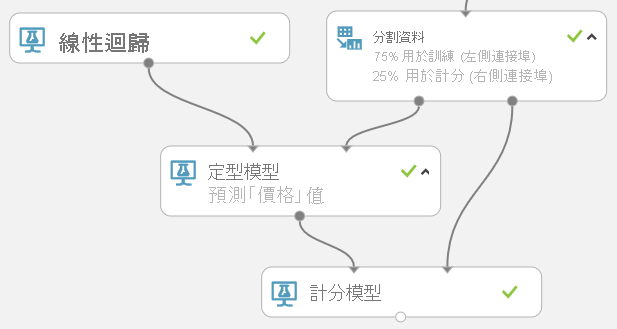 線性迴歸
分割資料
75% 用於訓練 (左側連接埠)
25% 用於計分 (右側連接埠)
定型模型
預測「價格」值
計分模型